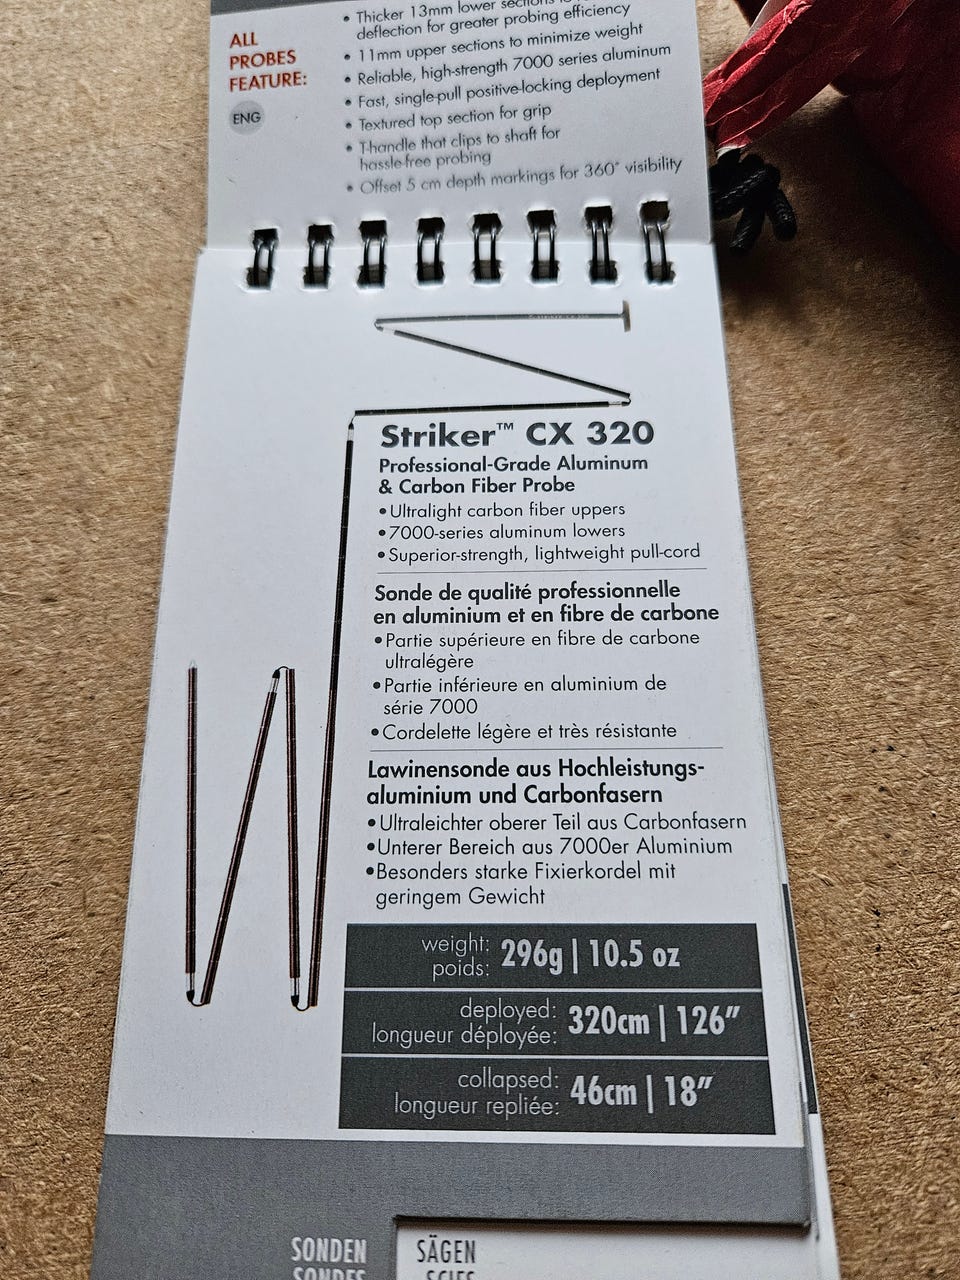 ALL
PROBES
FEATURE:
ENG
• Thicker 13mm lower sections to
deflection for greater probing efficiency
• 11mm upper sections to minimize weight
• Reliable, high-strength 7000 series aluminum
• Fast, single-pull positive-locking deployment
• Textured top section for grip
• T-handle that clips to shaft for
hassle-free probing
• Offset 5 cm depth markings for 360° visibility
Striker™ CX 320
Professional-Grade Aluminum
& Carbon Fiber Probe
• Ultralight carbon fiber uppers
• 7000-series aluminum lowers
• Superior-strength, lightweight pull-cord
Sonde de qualité professionnelle
en aluminium et en fibre de carbone
• Partie supérieure en fibre de carbone
ultralégère
• Partie inférieure en aluminium de
série 7000
• Cordelette légère et très résistante
Lawinensonde aus Hochleistungs-
aluminium und Carbonfasern
• Ultraleichter oberer Teil aus Carbonfasern
• Unterer Bereich aus 7000er Aluminium
• Besonders starke Fixierkordel mit
geringem Gewicht
weight:
poids:
296g | 10.5 oz
deployed:
longueur déployée:
320cm | 126"
collapsed:
longueur repliée:
46cm | 18"
SONDEN
SONDES
SÄGEN
SCIES